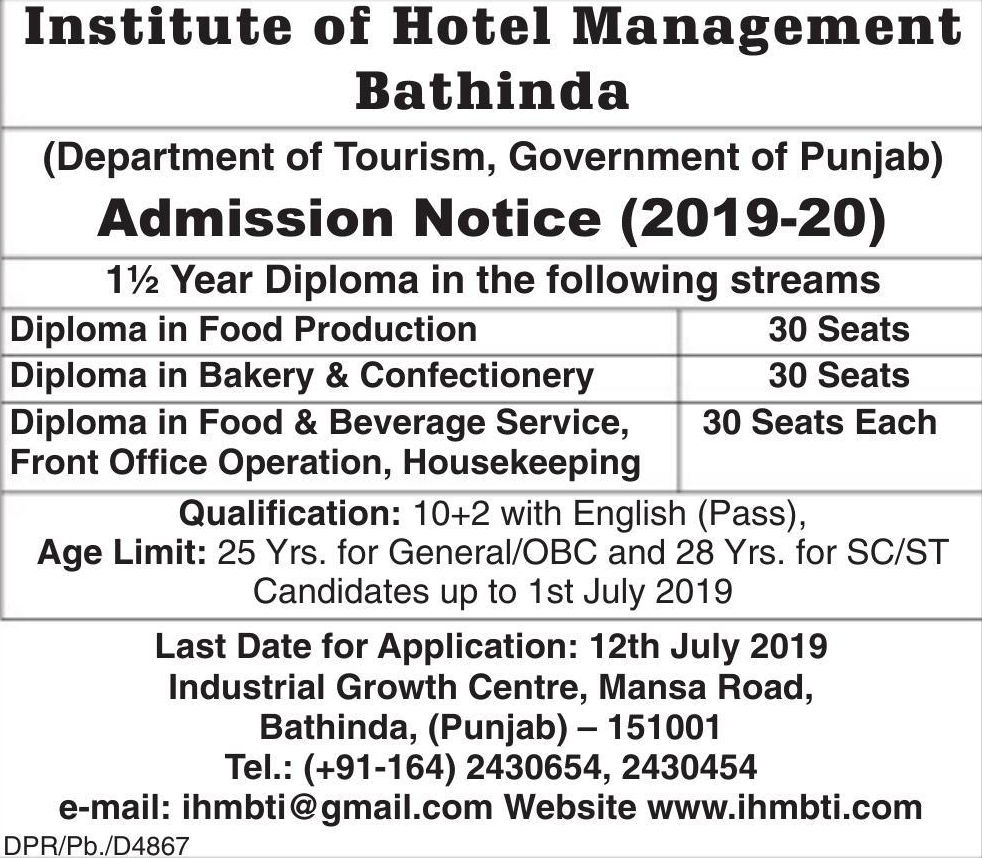 Institute of Hotel Management
Bathinda
(Department of Tourism, Government of Punjab)
Admission Notice (2019-20)
1½ Year Diploma in the following streams
Diploma in Food Production 30 Seats
Diploma in Bakery & Confectionery 30 Seats
Diploma in Food & Beverage Service, 30 Seats Each
Front Office Operation, Housekeeping
Qualification: 10+2 with English (Pass),
Age Limit: 25 Yrs. for General/OBC and 28 Yrs. for SC/ST
Candidates up to 1st July 2019
Last Date for Application: 12th July 2019
Industrial Growth Centre, Mansa Road,
Bathinda, (Punjab) – 151001
Tel.: (+91-164) 2430654, 2430454
e-mail: ihmbti@gmail.com Website www.ihmbti.com
DPR/Pb./D4867